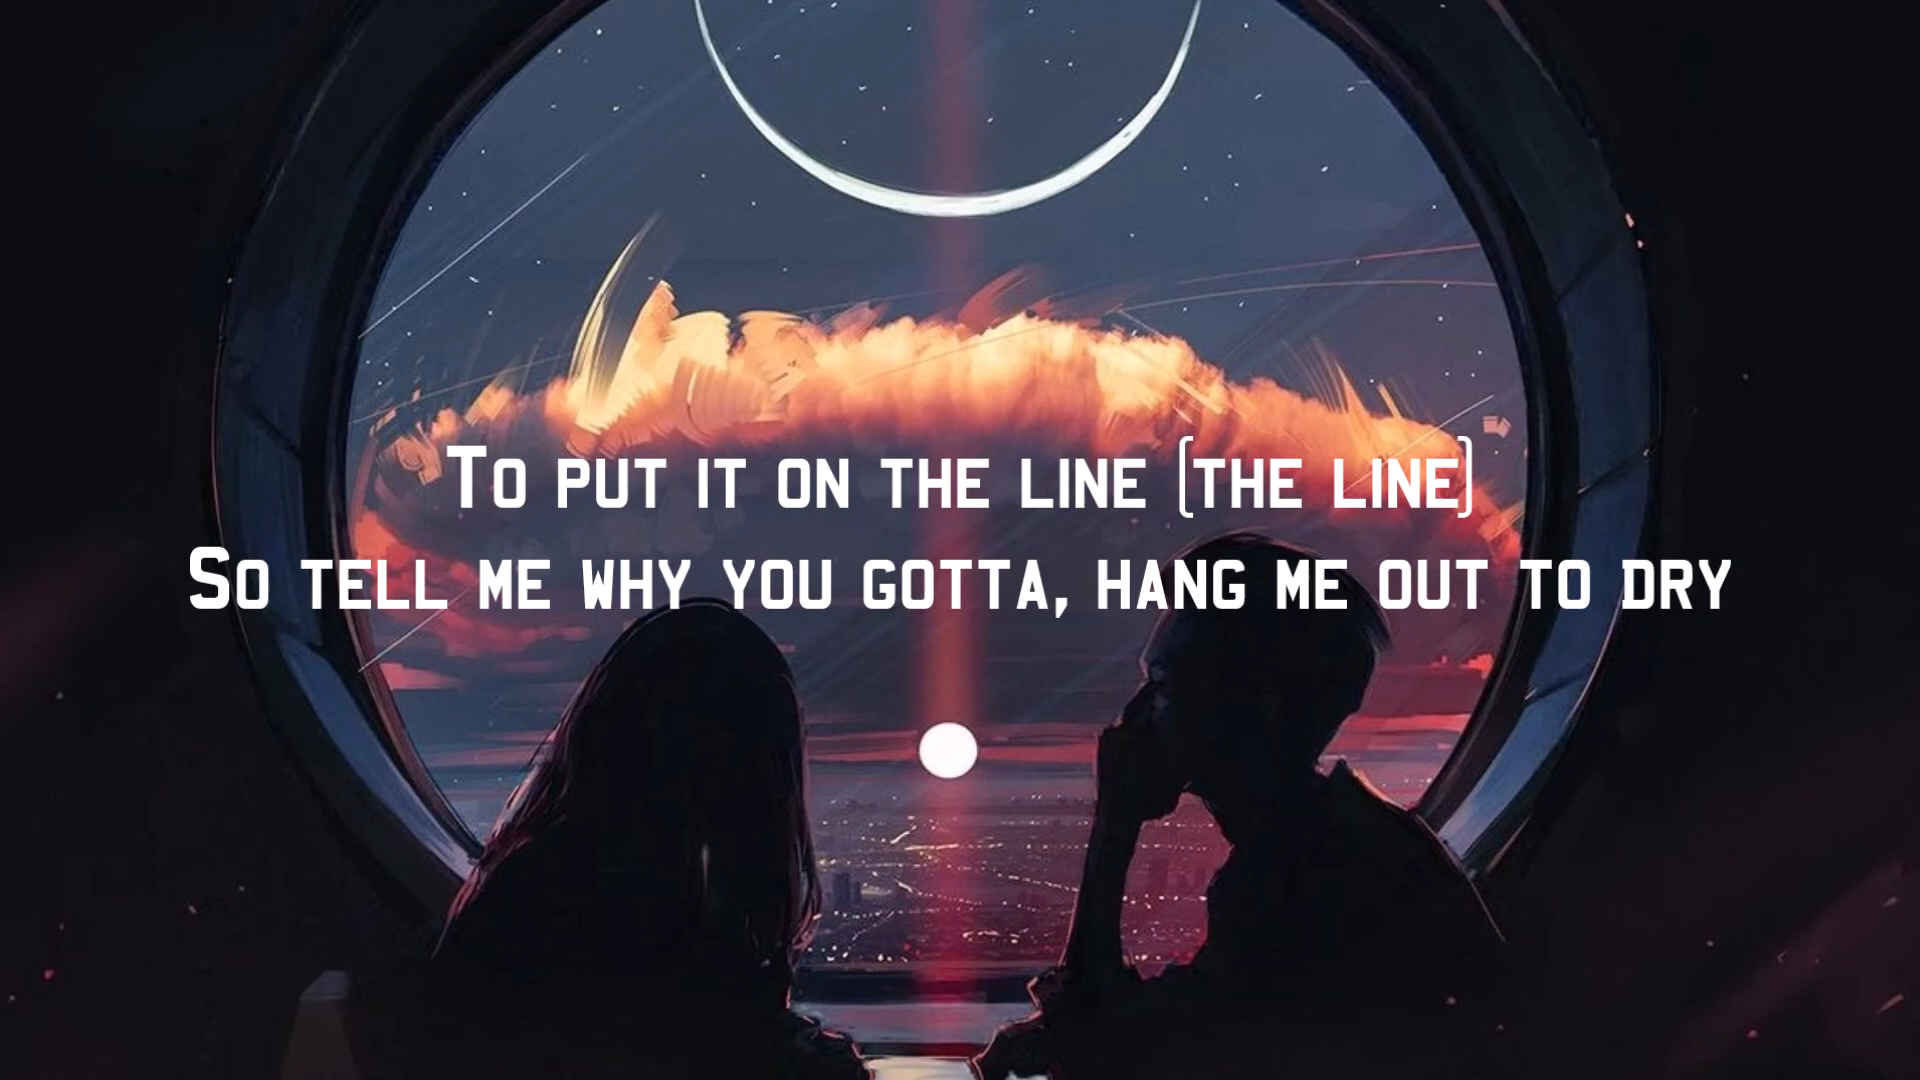 To put it on the line (the line)
So tell me why you gotta, hang me out to dry